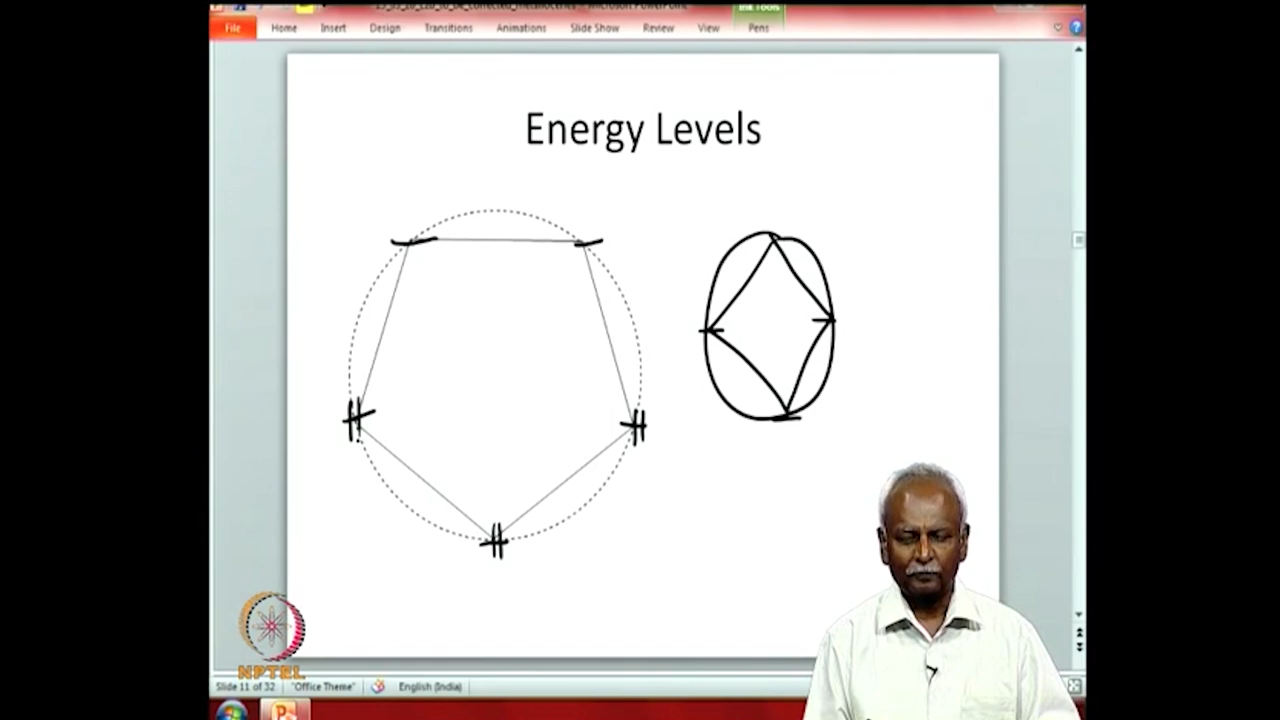 File Home Insert Design Transitions Animations Slide Show Review View Pens
Energy Levels
NPTEL
Slide 11 of 32 "Office Theme" English (India)